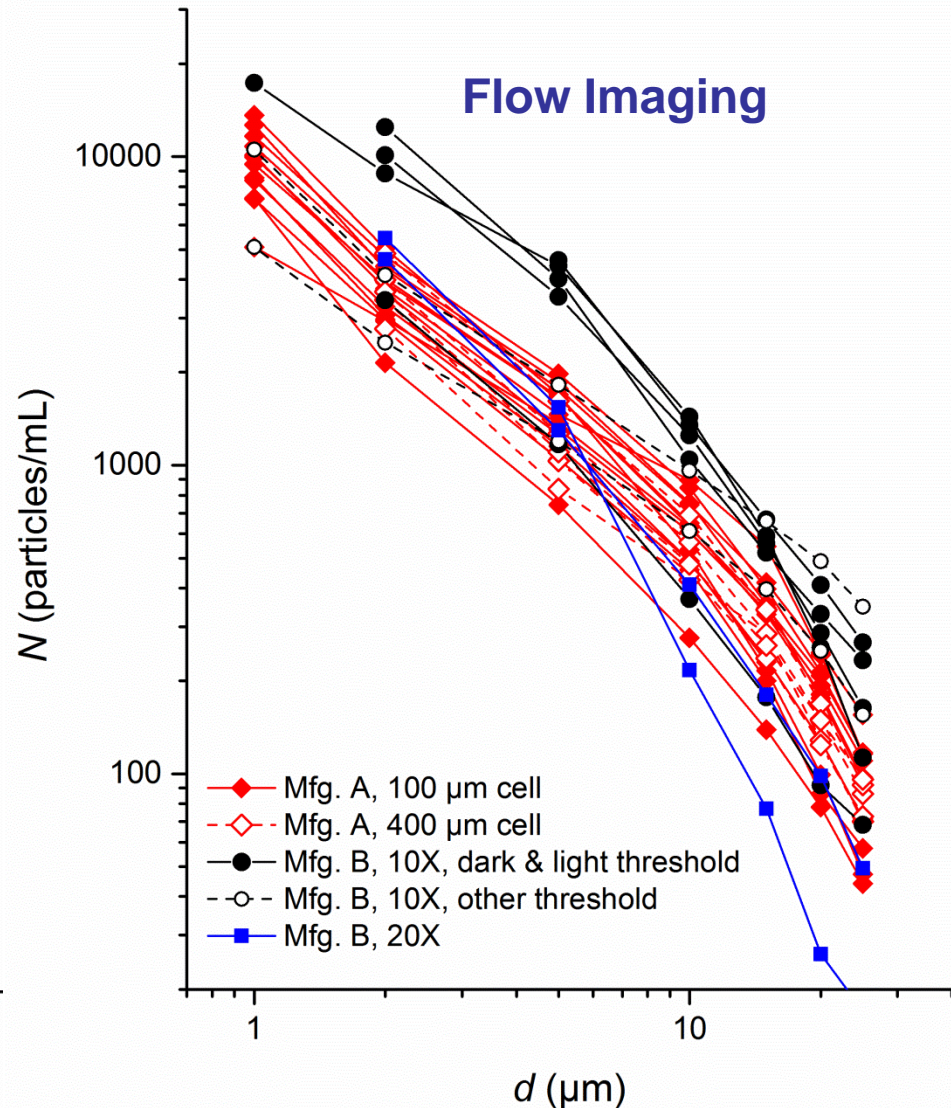 Flow Imaging
10000
1000
100
N (particles/mL)
Mfg. A, 100 µm cell
Mfg. A, 400 µm cell
Mfg. B, 10X, dark & light threshold
Mfg. B, 10X, other threshold
Mfg. B, 20X
1
10
d (µm)